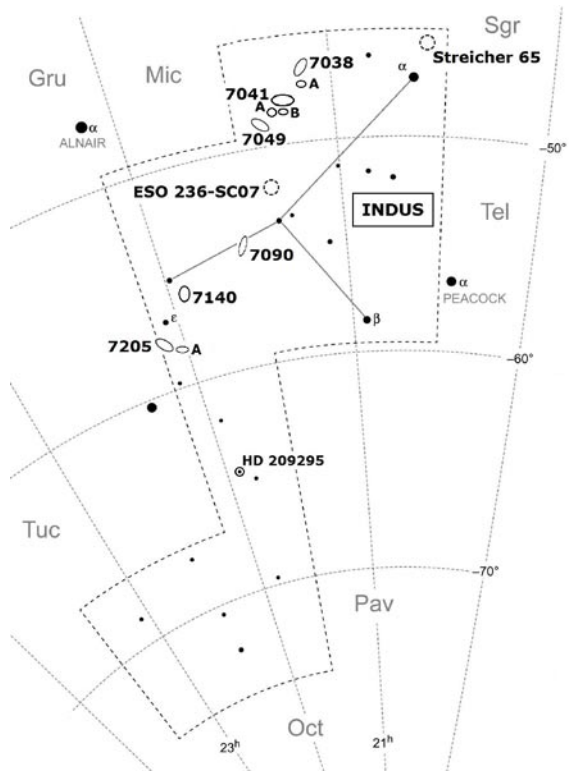 Sgr
Gru
Mic
7038
A
Streicher 65
α
7041
A
B
α
ALNAIR
7049
–50°
ESO 236-SC07
INDUS
Tel
7090
α
PEACOCK
7140
ε
β
7205
A
–60°
HD 209295
Tuc
–70°
Pav
Oct
23h
21h